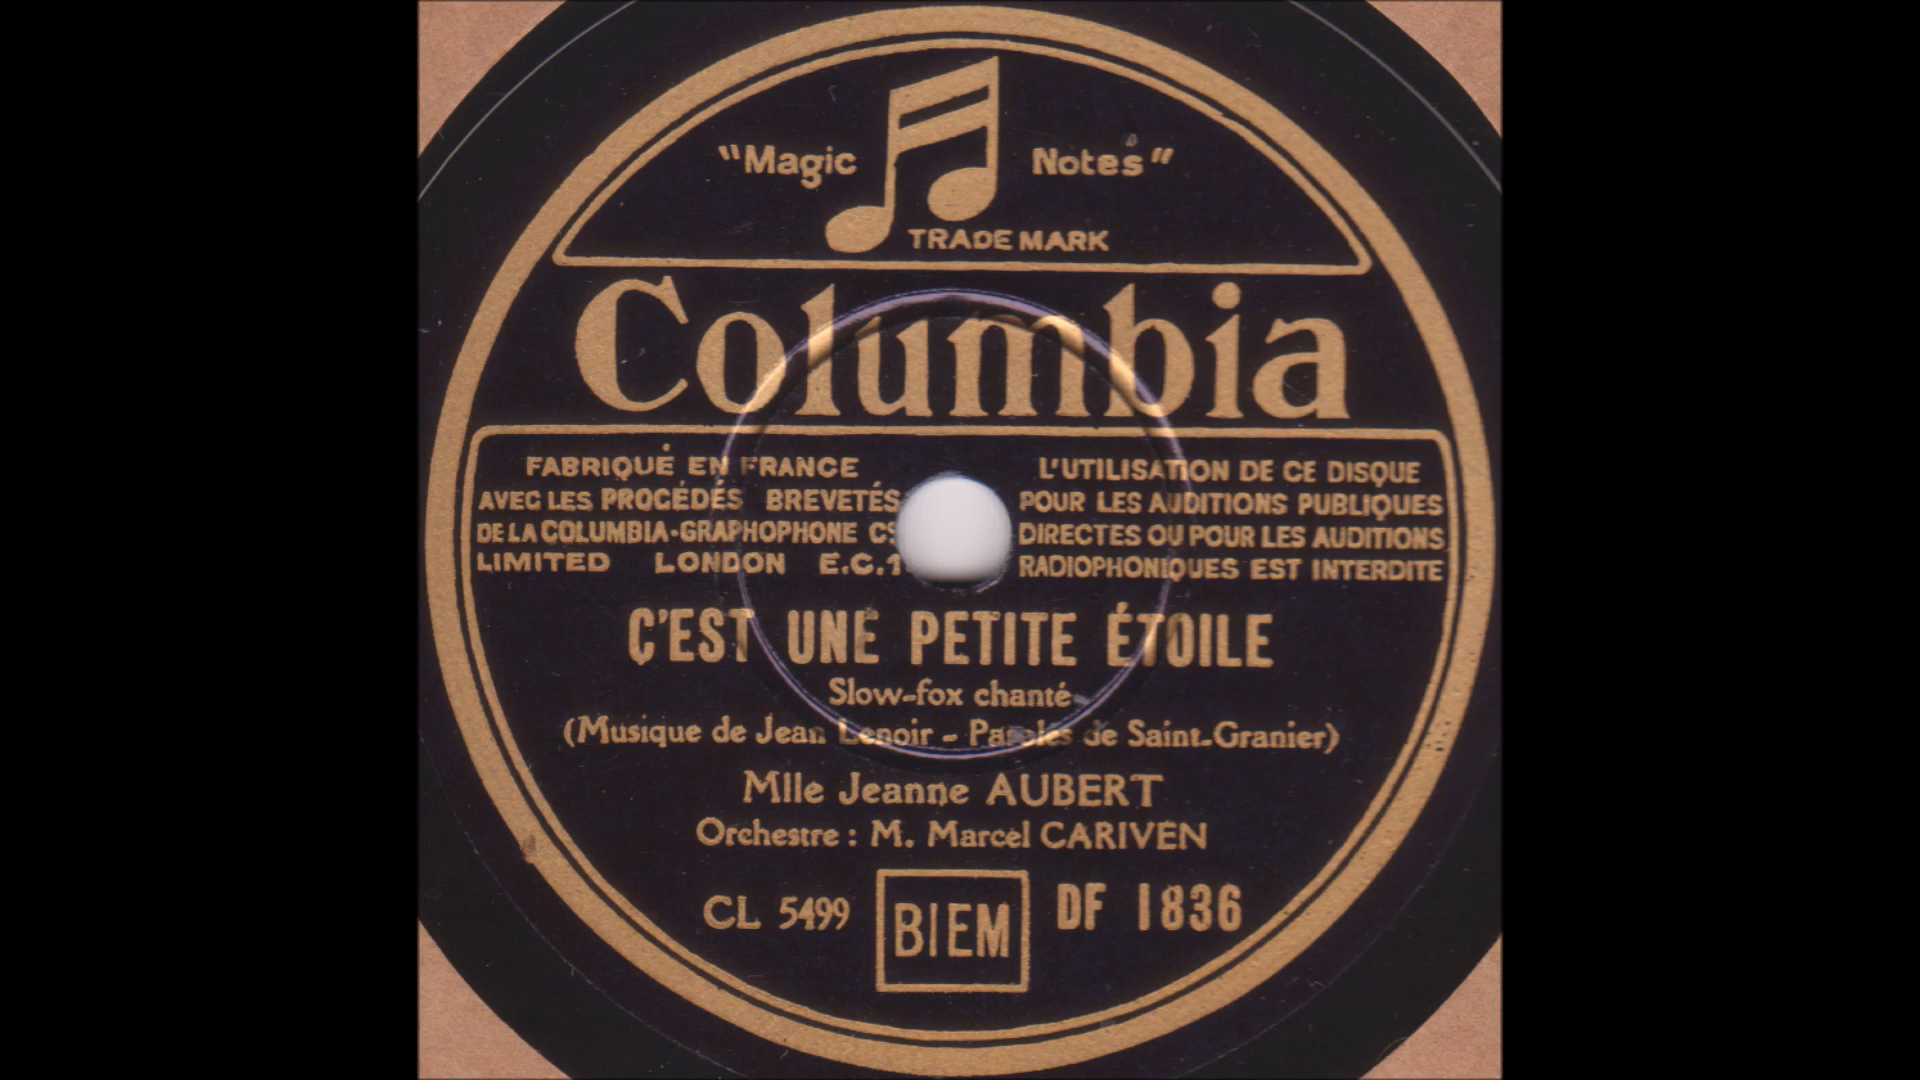 "Magic Notes"
TRADE MARK
Columbia
FABRIQUÉ EN FRANCE
AVEC LES PROCÉDÉS BREVETÉS
DE LA COLUMBIA-GRAPHOPHONE
LIMITED LONDON E.C.1
L'UTILISATION DE CE DISQUE
POUR LES AUDITIONS PUBLIQUES
DIRECTES OU POUR LES AUDITIONS
RADIOPHONIQUES EST INTERDITE
C'EST UNE PETITE ÉTOILE
Slow-fox chanté
(Musique de Jean Lenoir - Paroles de Saint-Granier)
Mlle Jeanne AUBERT
Orchestre : M. Marcel CARIVEN
CL 5499 BIEM DF 1836